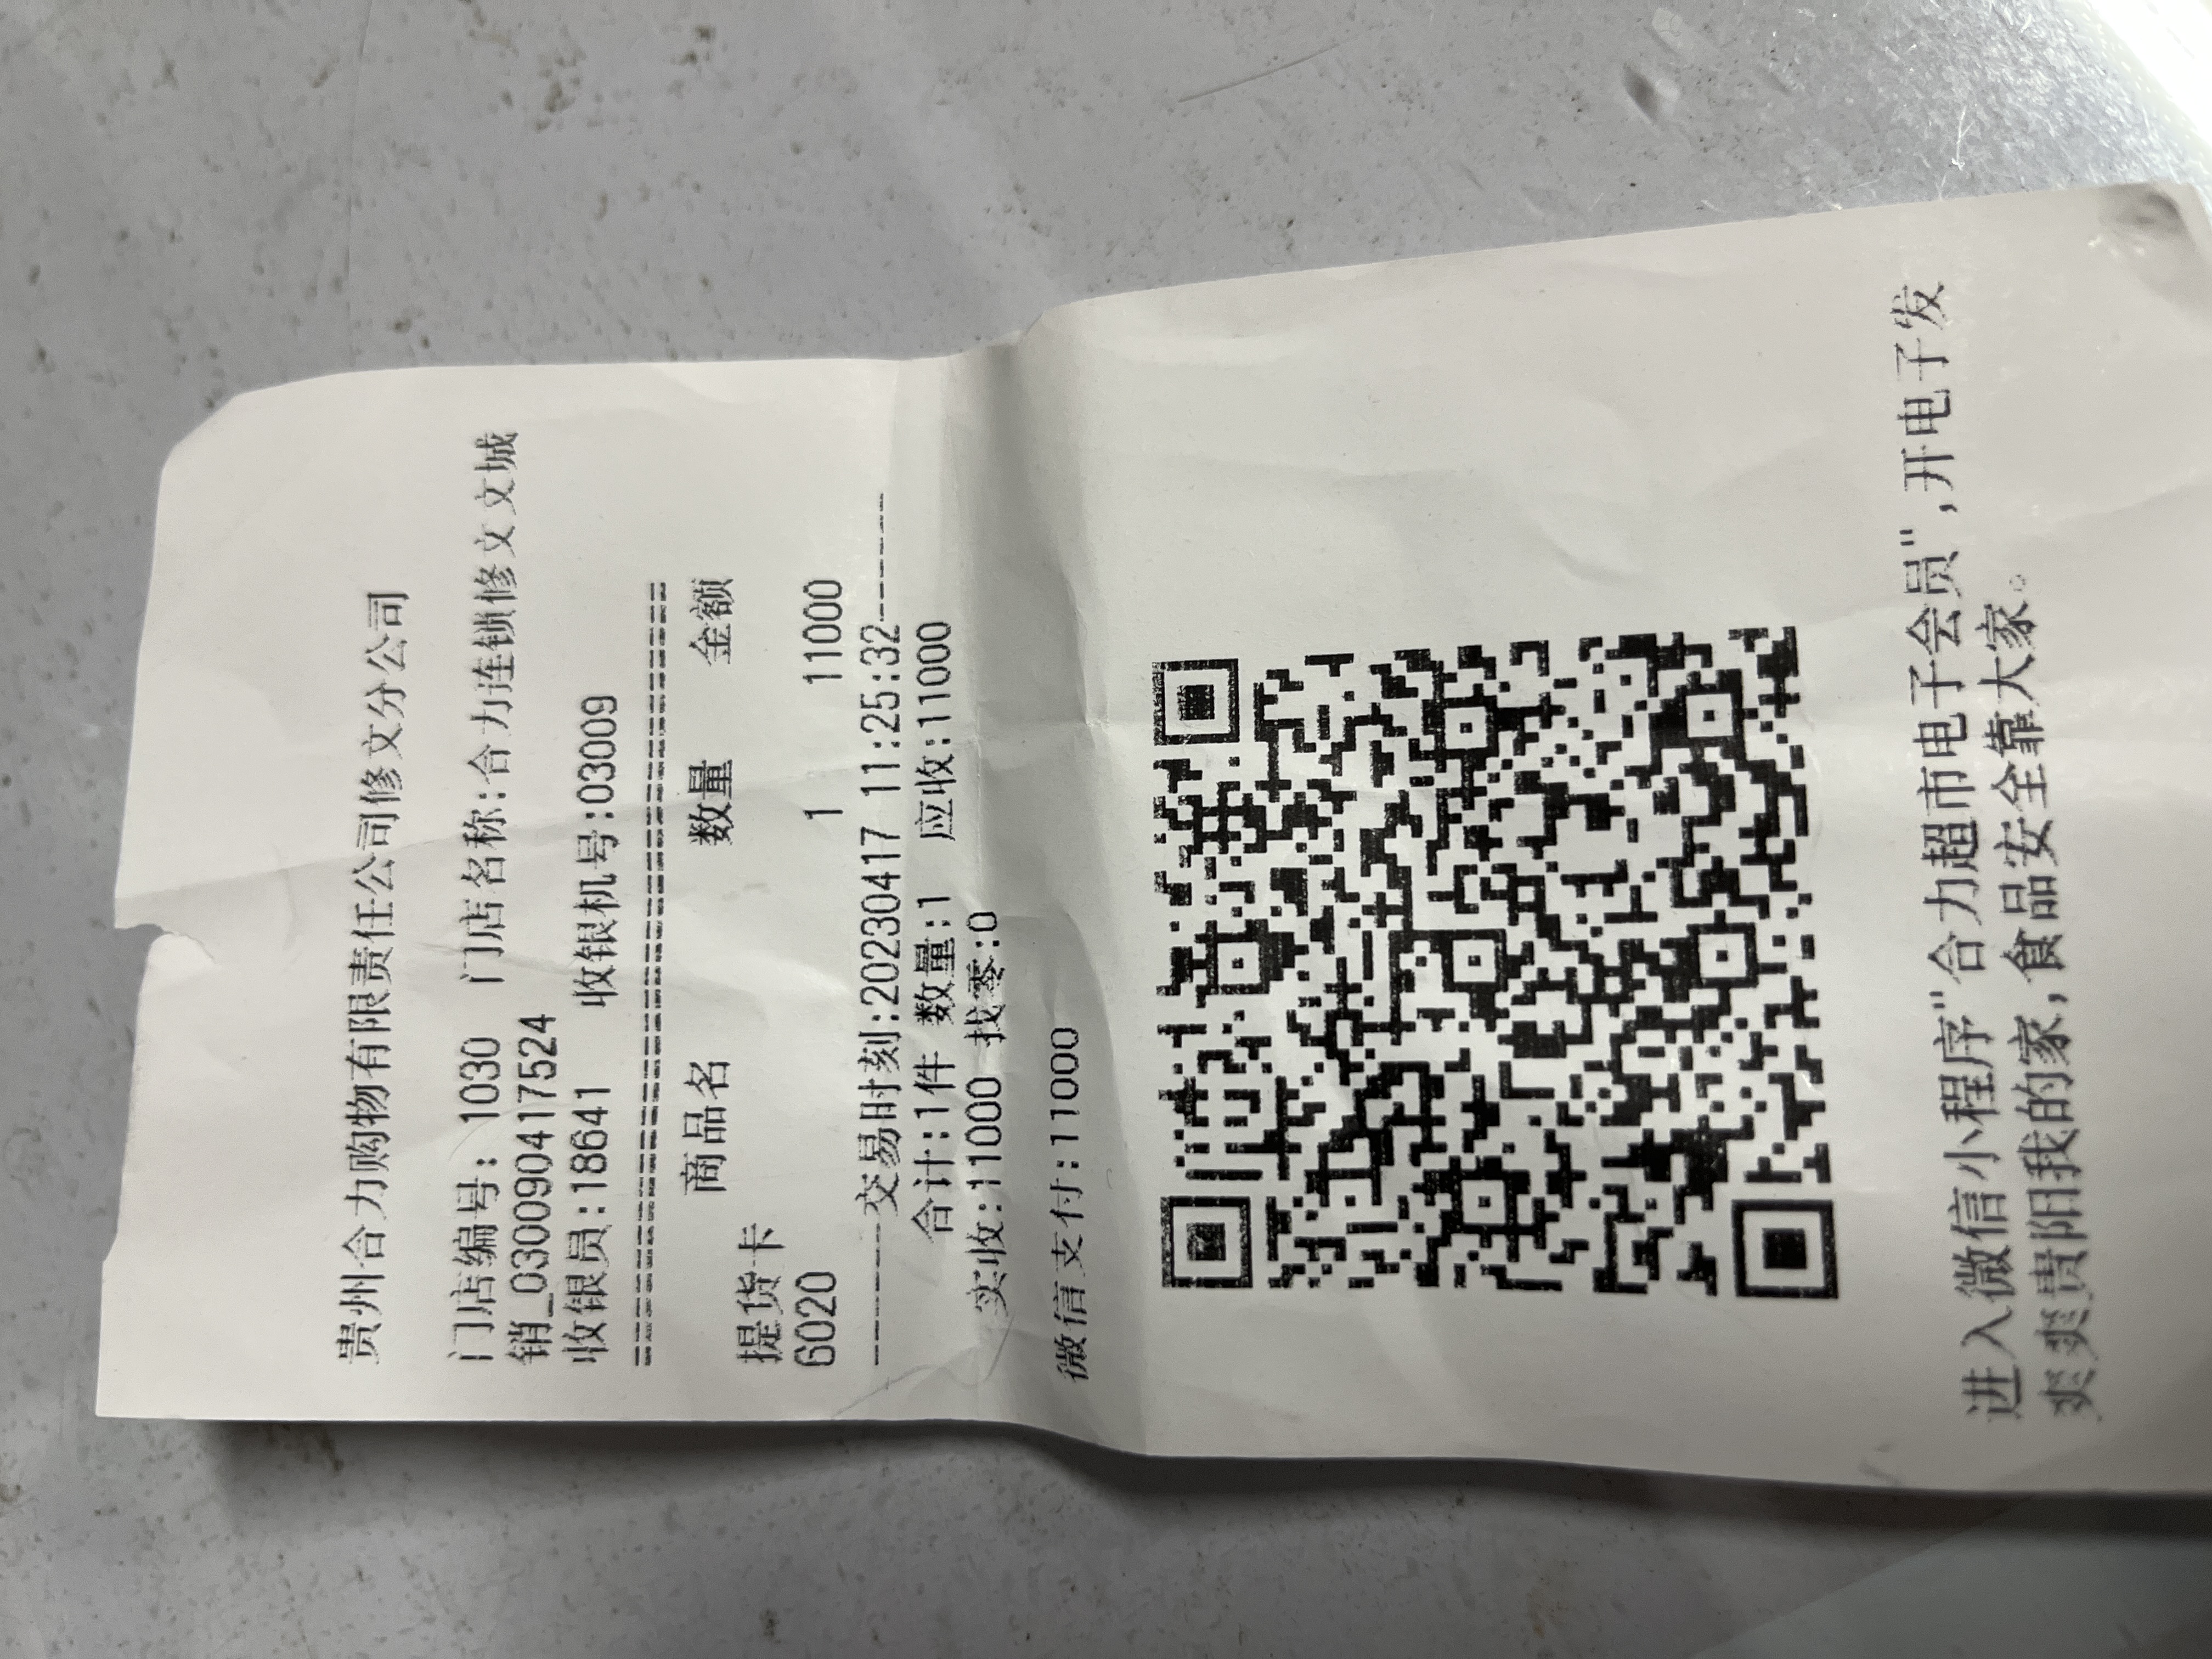 贵州合力购物有限责任公司修文分公司
门店编号: 1030 门店名称:合力连锁修文文城
销_030090417524
收银员:18641 收银机号:03009
================================
商品名 数量 金额
提货卡
6020 1 11000
------交易时刻:20230417 11:25:32------
合计:1件 数量:1 应收:11000
实收:11000 找零:0
微信支付:11000
进入微信小程序"合力超市电子会员",开电子发
爽爽贵阳我的家,食品安全靠大家。